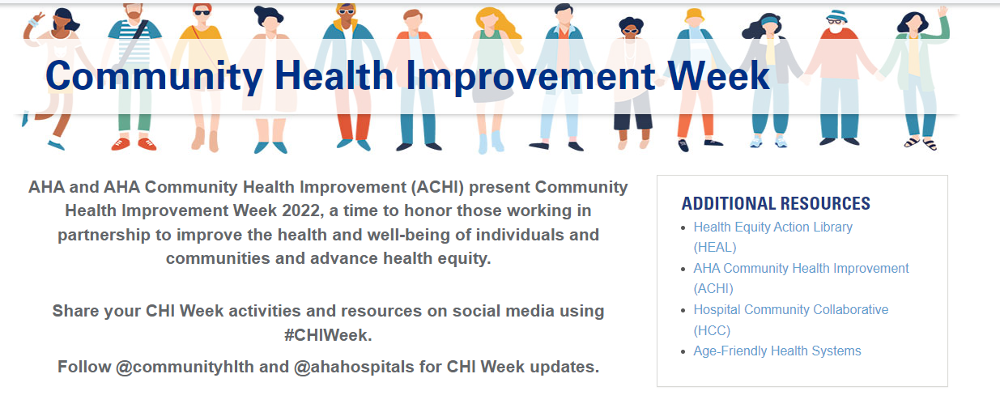 Community Health Improvement Week
AHA and AHA Community Health Improvement (ACHI) present Community
Health Improvement Week 2022, a time to honor those working in
partnership to improve the health and well-being of individuals and
communities and advance health equity.
Share your CHI Week activities and resources on social media using
#CHIWeek.
Follow @communityhlth and @ahahospitals for CHI Week updates.
ADDITIONAL RESOURCES
Health Equity Action Library
(HEAL)
AHA Community Health Improvement
(ACHI)
Hospital Community Collaborative
(HCC)
Age-Friendly Health Systems